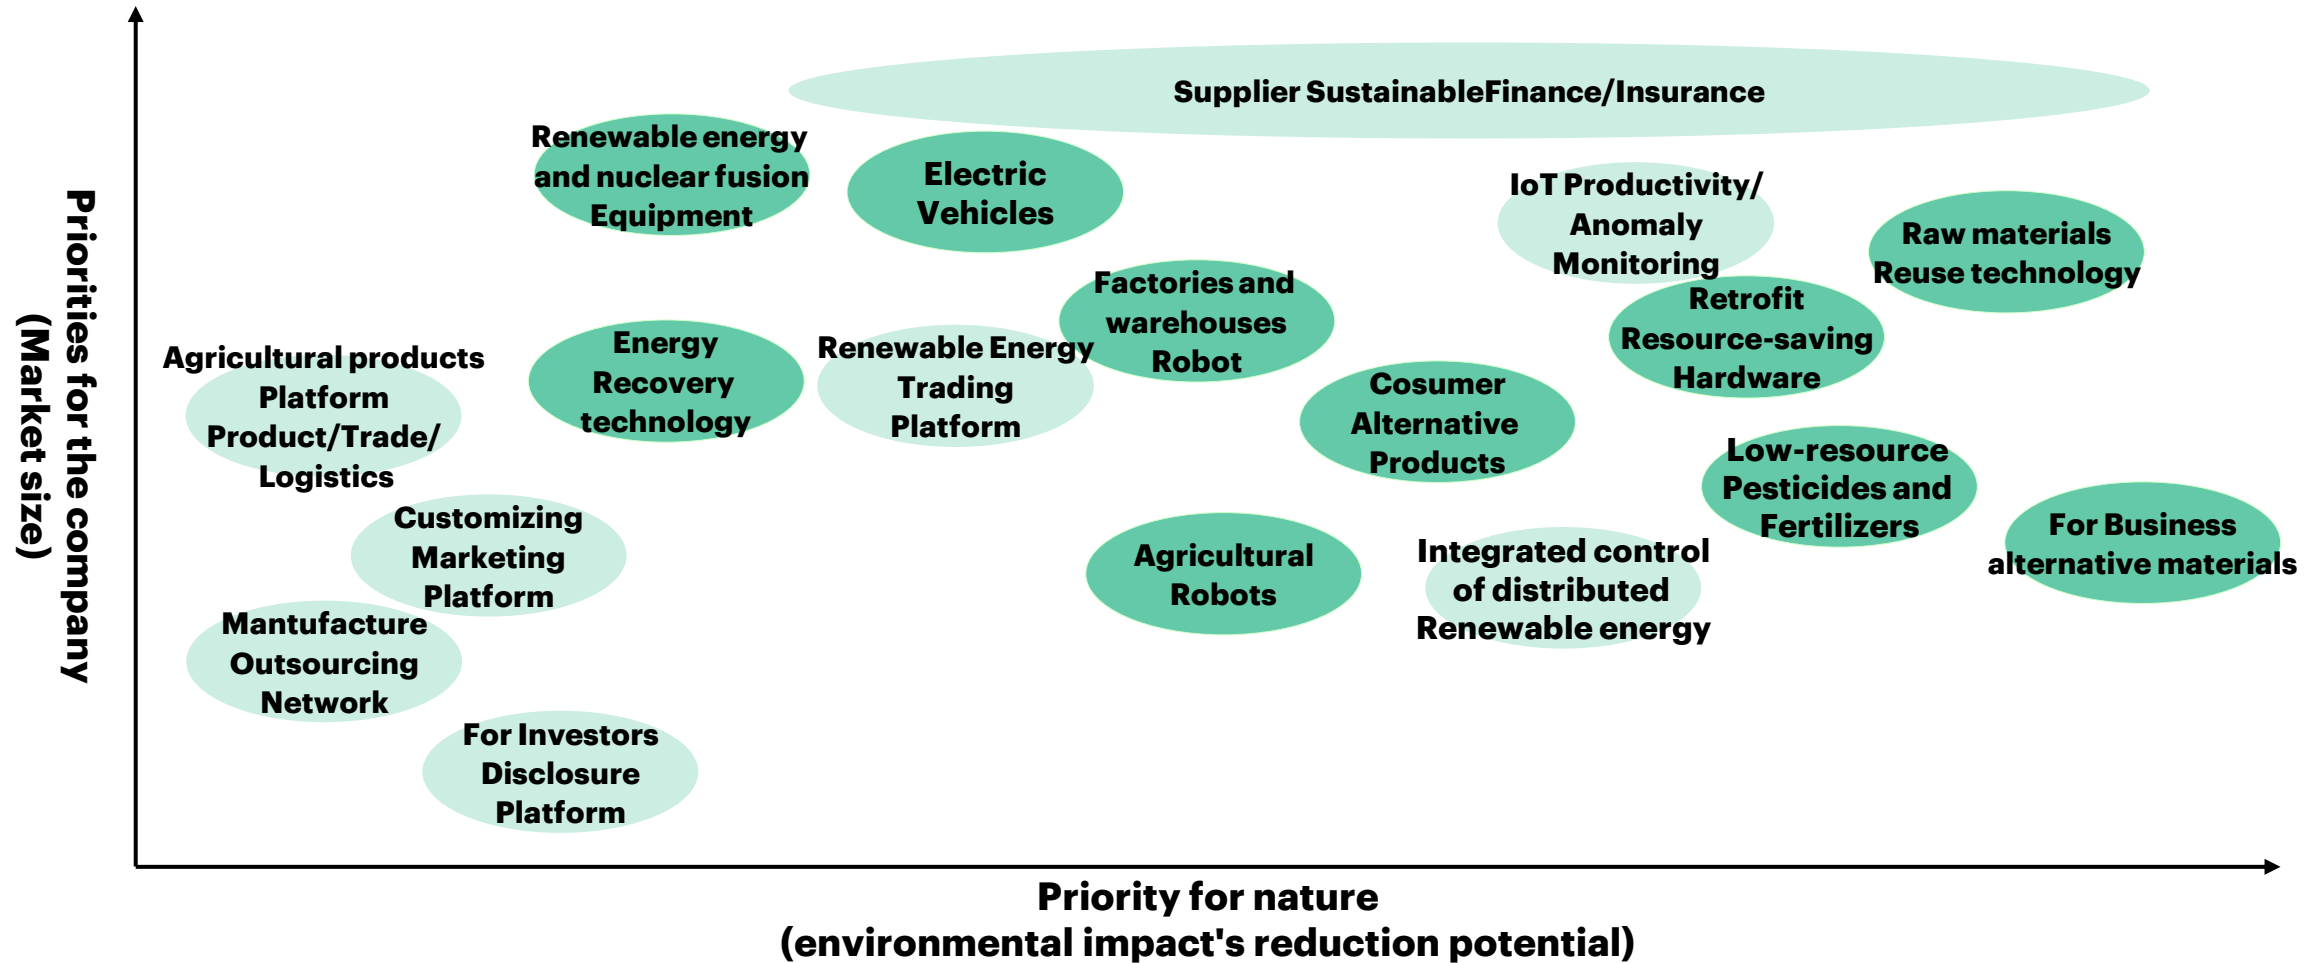 Priorities for the company
(Market size)
Supplier SustainableFinance/Insurance
Renewable energy
and nuclear fusion
Equipment
Electric
Vehicles
IoT Productivity/
Anomaly
Monitoring
Raw materials
Reuse technology
Factories and
warehouses
Robot
Retrofit
Resource-saving
Hardware
Agricultural products
Platform
Product/Trade/
Logistics
Energy
Recovery
technology
Renewable Energy
Trading
Platform
Cosumer
Alternative
Products
Low-resource
Pesticides and
Fertilizers
For Business
alternative materials
Customizing
Marketing
Platform
Agricultural
Robots
Integrated control
of distributed
Renewable energy
Mantufacture
Outsourcing
Network
For Investors
Disclosure
Platform
Priority for nature
(environmental impact's reduction potential)